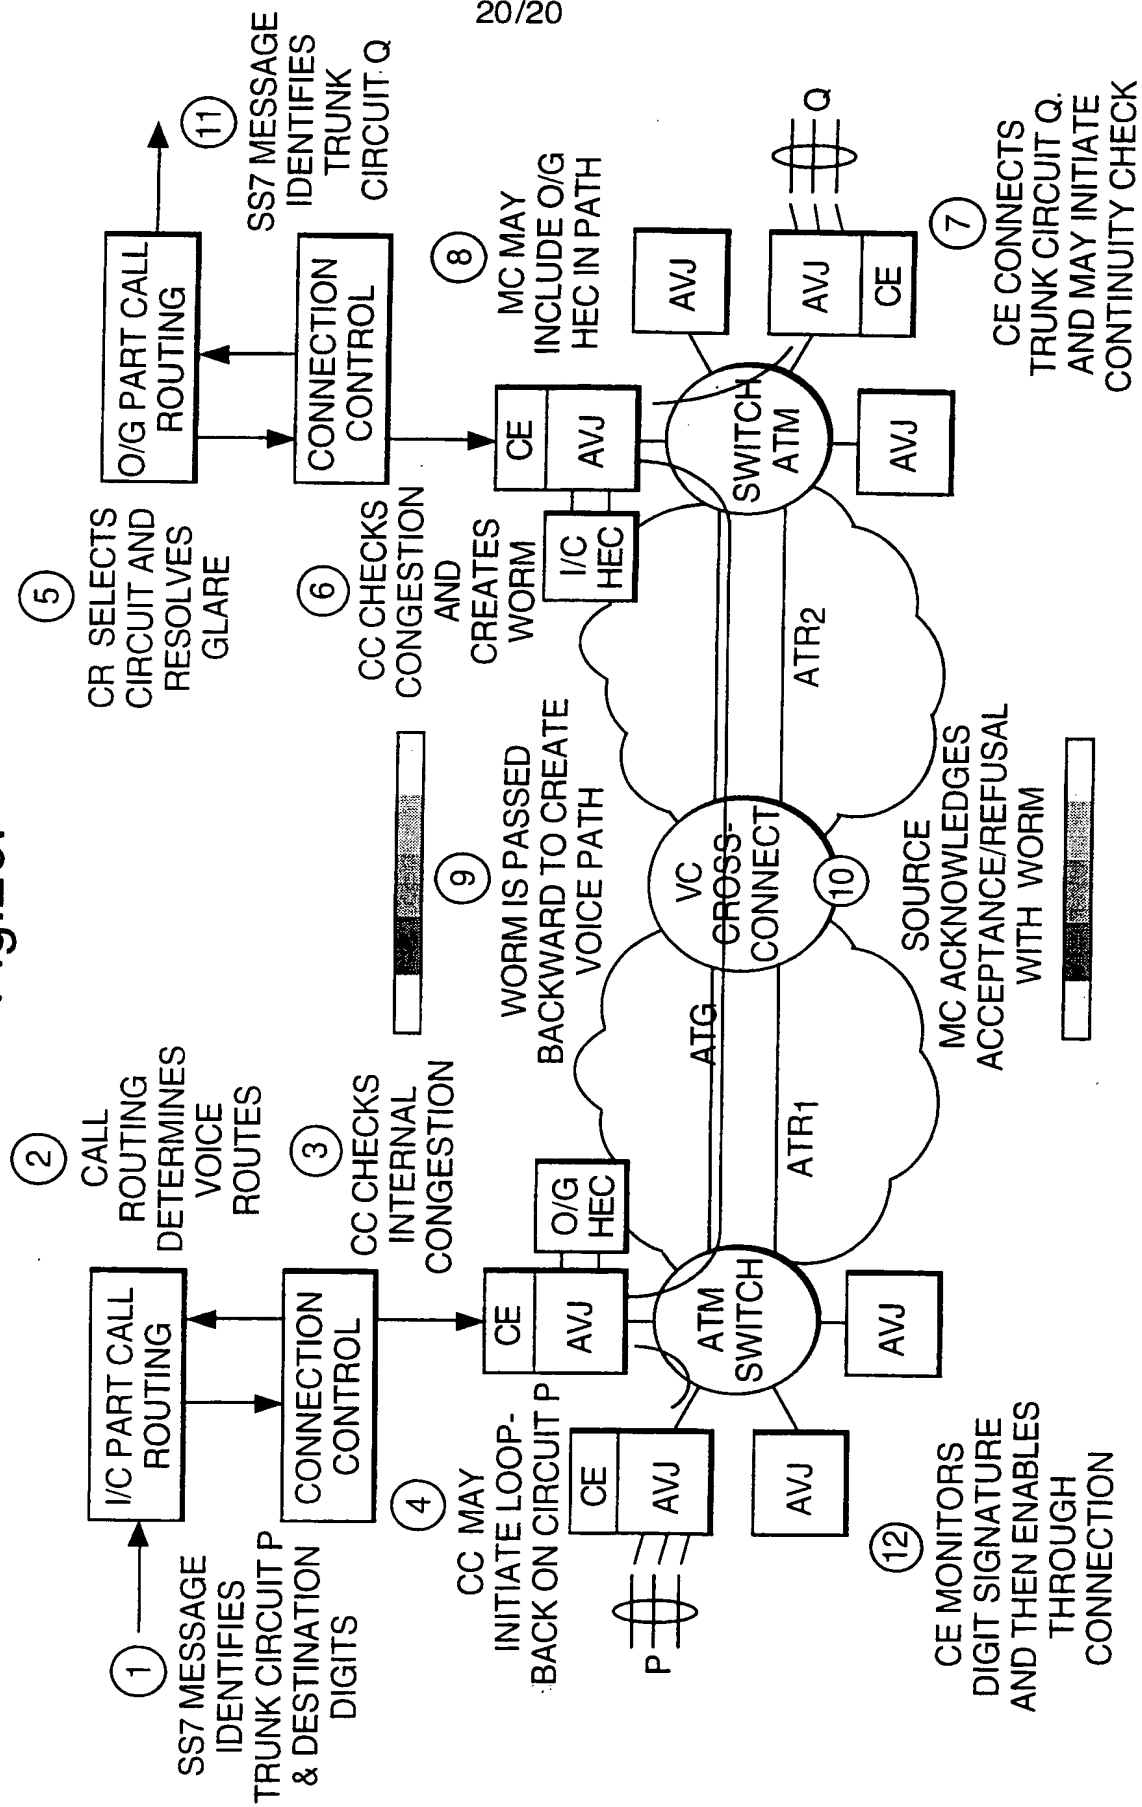 20/20
1
SS7 MESSAGE
IDENTIFIES
TRUNK CIRCUIT P
& DESTINATION
DIGITS
I/C PART CALL
ROUTING
2
CALL
ROUTING
DETERMINES
VOICE
ROUTES
CONNECTION
CONTROL
3
CC CHECKS
INTERNAL
CONGESTION
4
CC MAY
INITIATE LOOP-
BACK ON CIRCUIT P
CE
AVJ
O/G
HEC
P
CE
AVJ
AVJ
ATM
SWITCH
AVJ
12
CE MONITORS
DIGIT SIGNATURE
AND THEN ENABLES
THROUGH
CONNECTION
5
CR SELECTS
CIRCUIT AND
RESOLVES
GLARE
O/G PART CALL
ROUTING
11
SS7 MESSAGE
IDENTIFIES
TRUNK
CIRCUIT Q
CONNECTION
CONTROL
6
CC CHECKS
CONGESTION
AND
CREATES
WORM
9
WORM IS PASSED
BACKWARD TO CREATE
VOICE PATH
ATG
ATR1
VC
CROSS-
CONNECT
10
SOURCE
MC ACKNOWLEDGES
ACCEPTANCE/REFUSAL
WITH WORM
ATR2
I/C
HEC
CE
AVJ
8
MC MAY
INCLUDE O/G
HEC IN PATH
SWITCH
ATM
AVJ
AVJ
CE
Q
AVJ
7
CE CONNECTS
TRUNK CIRCUIT Q.
AND MAY INITIATE
CONTINUITY CHECK